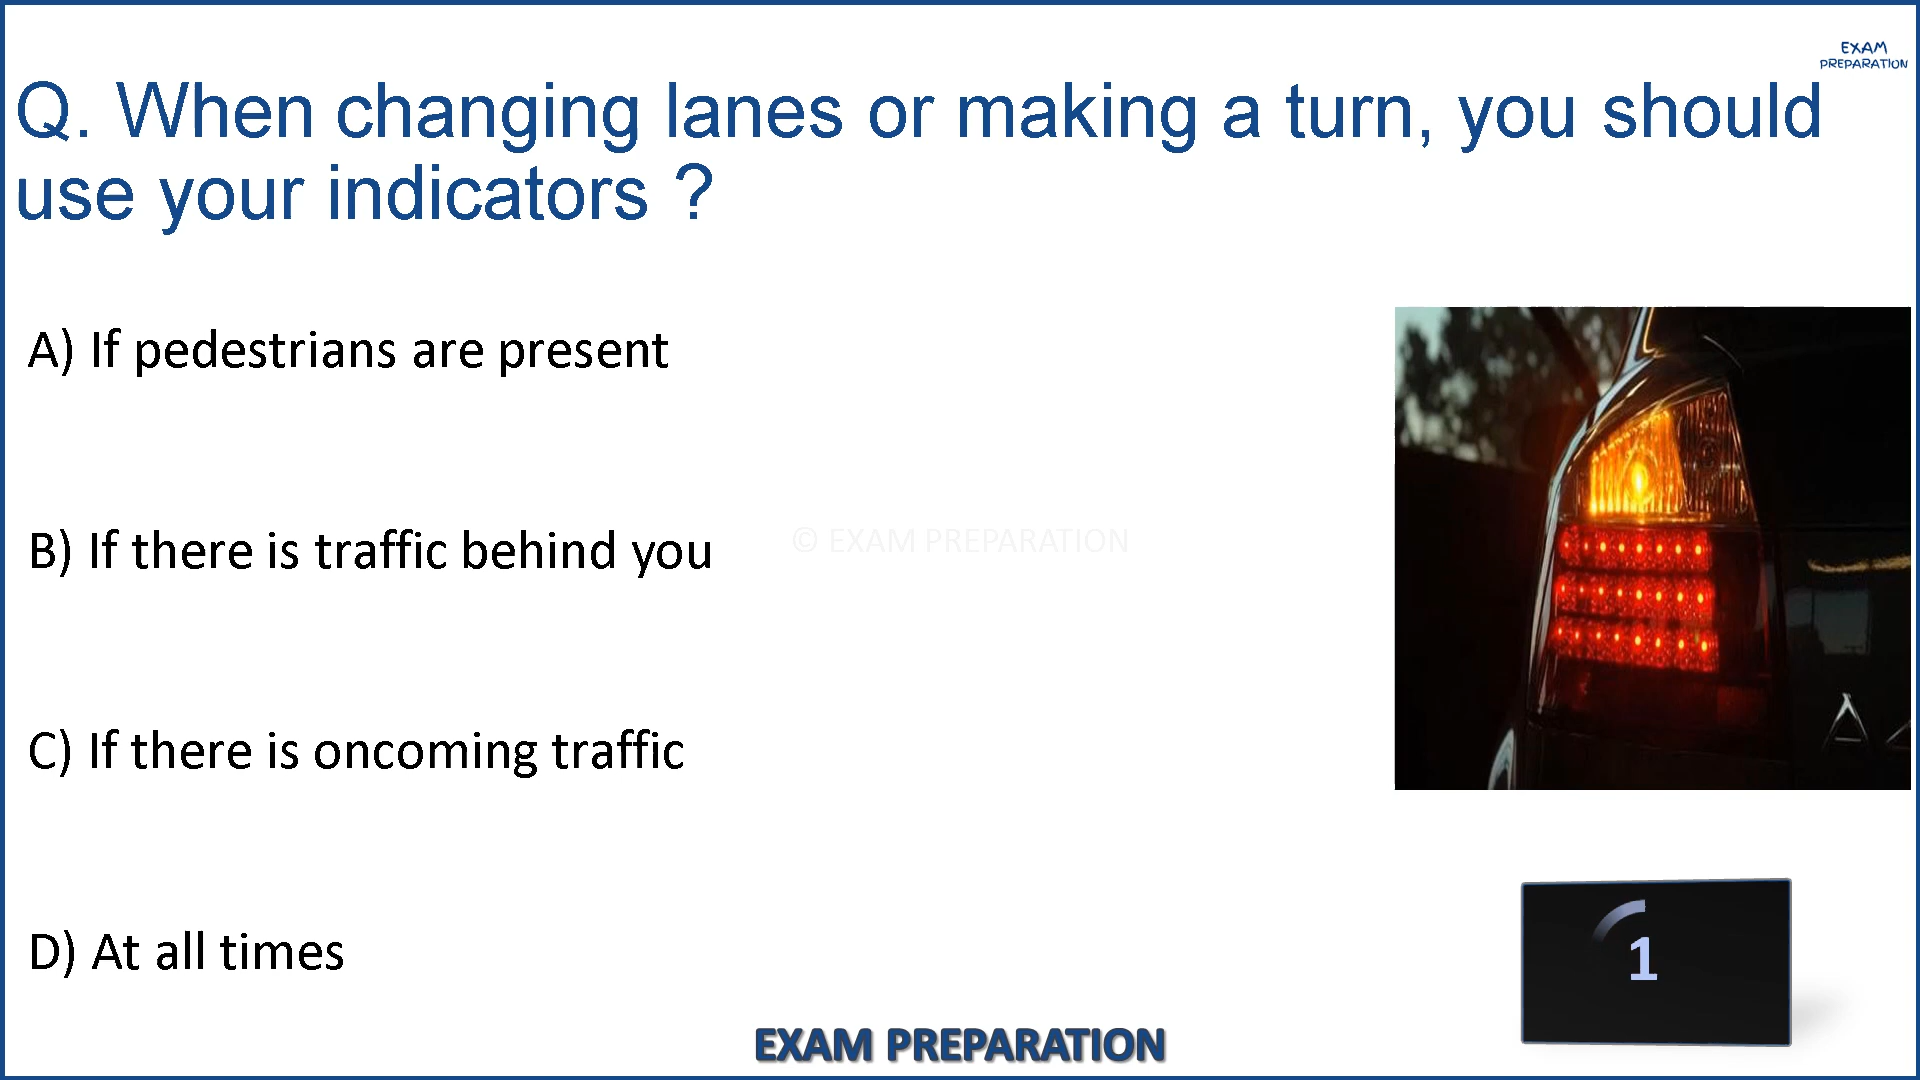 EXAM
PREPARATION
Q. When changing lanes or making a turn, you should
use your indicators ?
A) If pedestrians are present
B) If there is traffic behind you
© EXAM PREPARATION
C) If there is oncoming traffic
D) At all times
1
EXAM PREPARATION